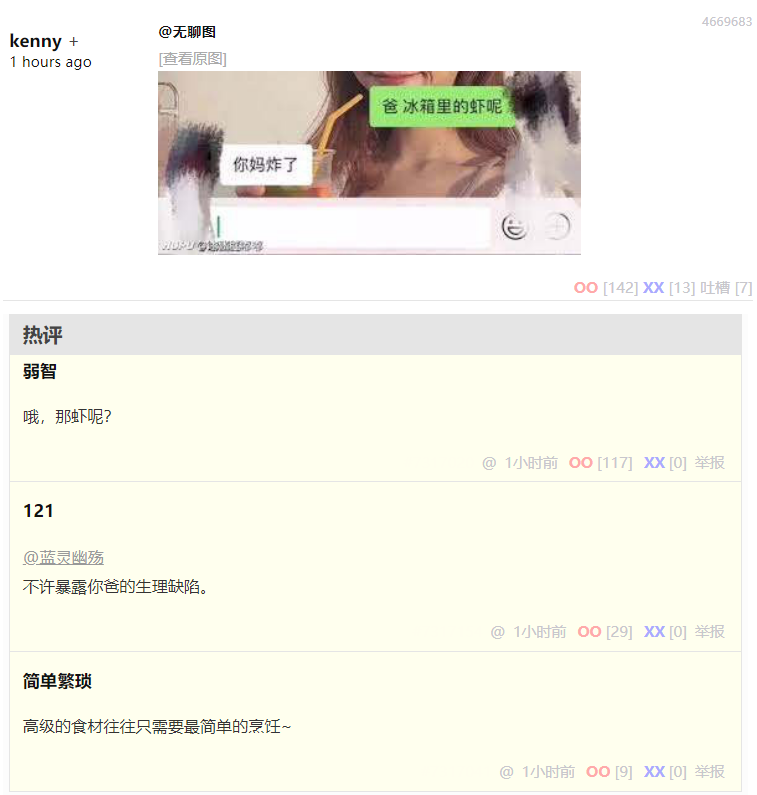 4669683
kenny +
1 hours ago
@无聊图
[查看原图]
爸 冰箱里的虾呢
你妈炸了
OO [142] XX [13] 吐槽 [7]
热评
弱智
哦，那虾呢?
@ 1小时前 OO [117] XX [0] 举报
121
@蓝灵幽殇
不许暴露你爸的生理缺陷。
@ 1小时前 OO [29] XX [0] 举报
简单繁琐
高级的食材往往只需要最简单的烹饪~
@ 1小时前 OO [9] XX [0] 举报